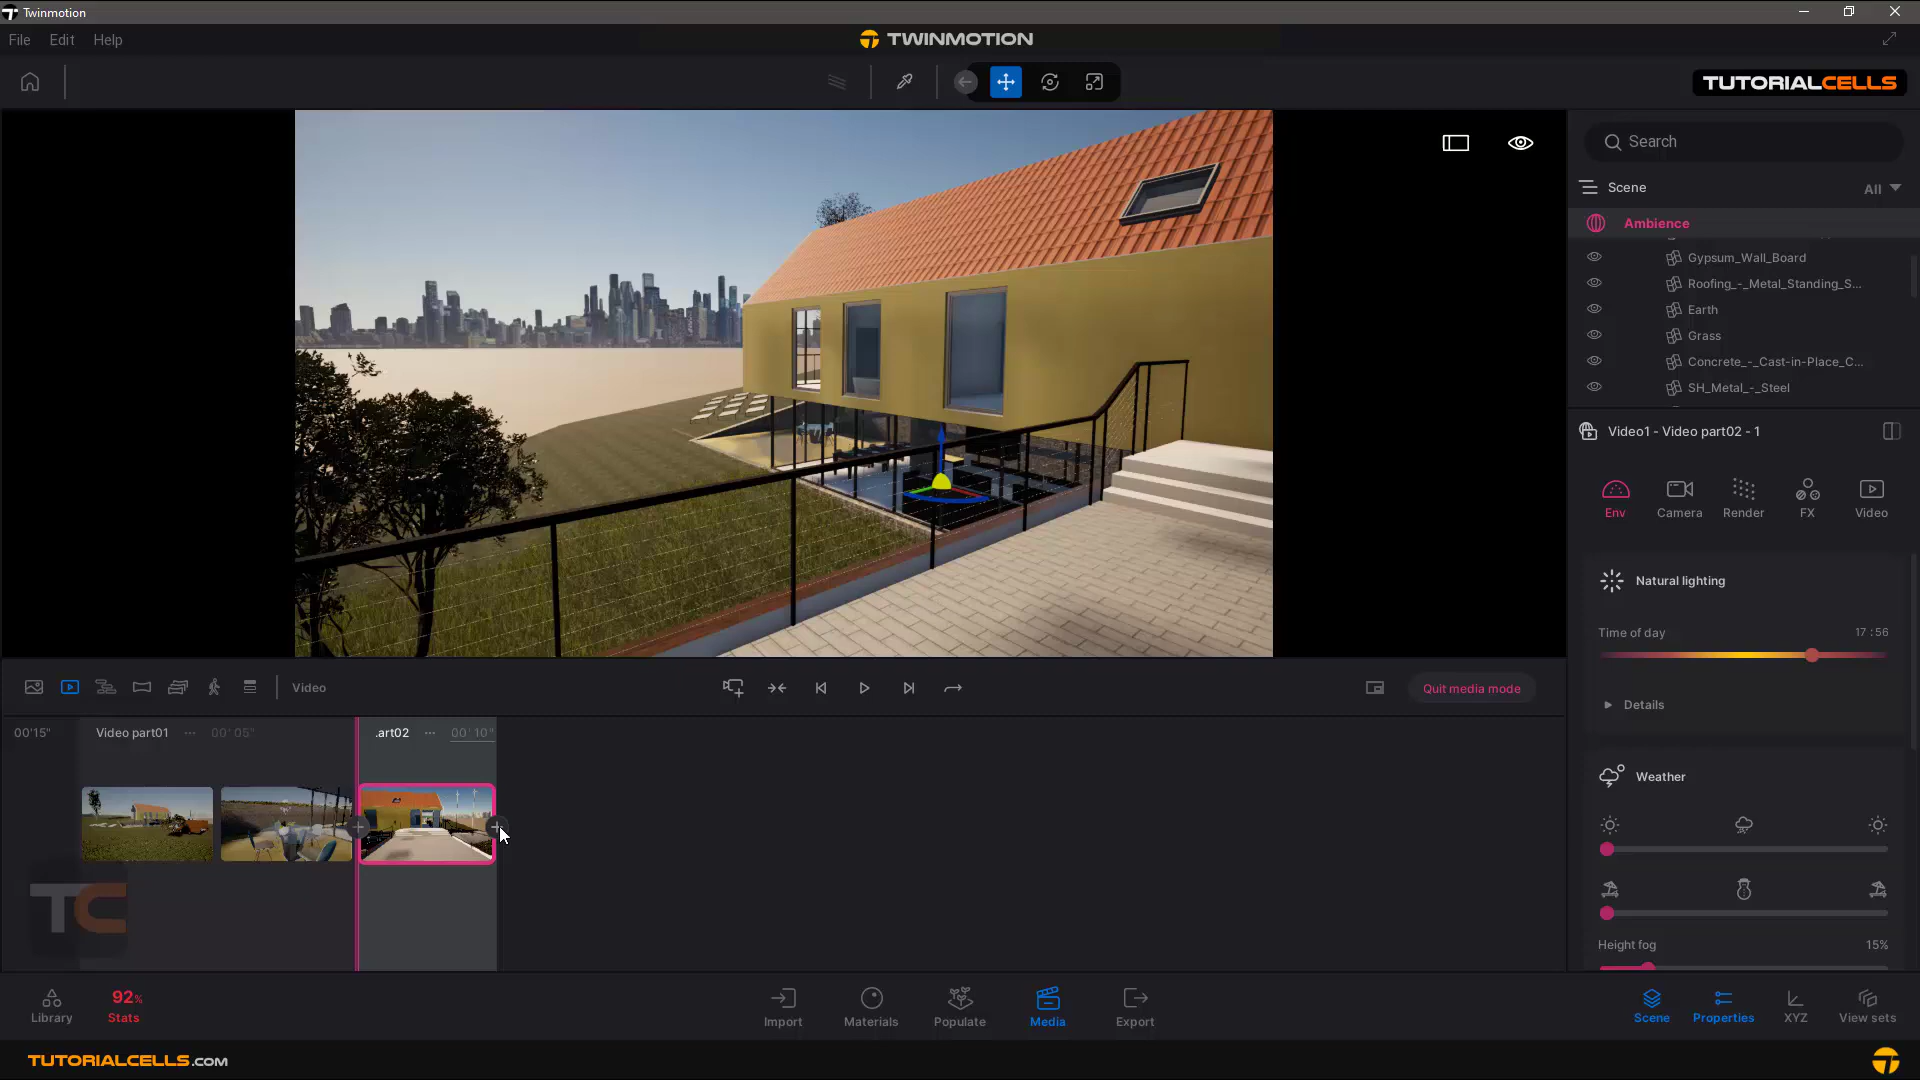 Twinmotion
File Edit Help
TWINMOTION
TUTORIALCELLS
Search
Scene All
Ambience
Gypsum_Wall_Board
Roofing_-_Metal_Standing_S...
Earth
Grass
Concrete_-_Cast-in-Place_C...
SH_Metal_-_Steel
Video1 - Video part02 - 1
Env Camera Render FX Video
Natural lighting
Time of day 17:56
Details
Video Quit media mode
00'15" Video part01 ... 00'05" .art02 ... 00'10"
Weather
TC
Height fog 15%
92% Stats
Library Import Materials Populate Media Export Scene Properties XYZ View sets
TUTORIALCELLS.COM